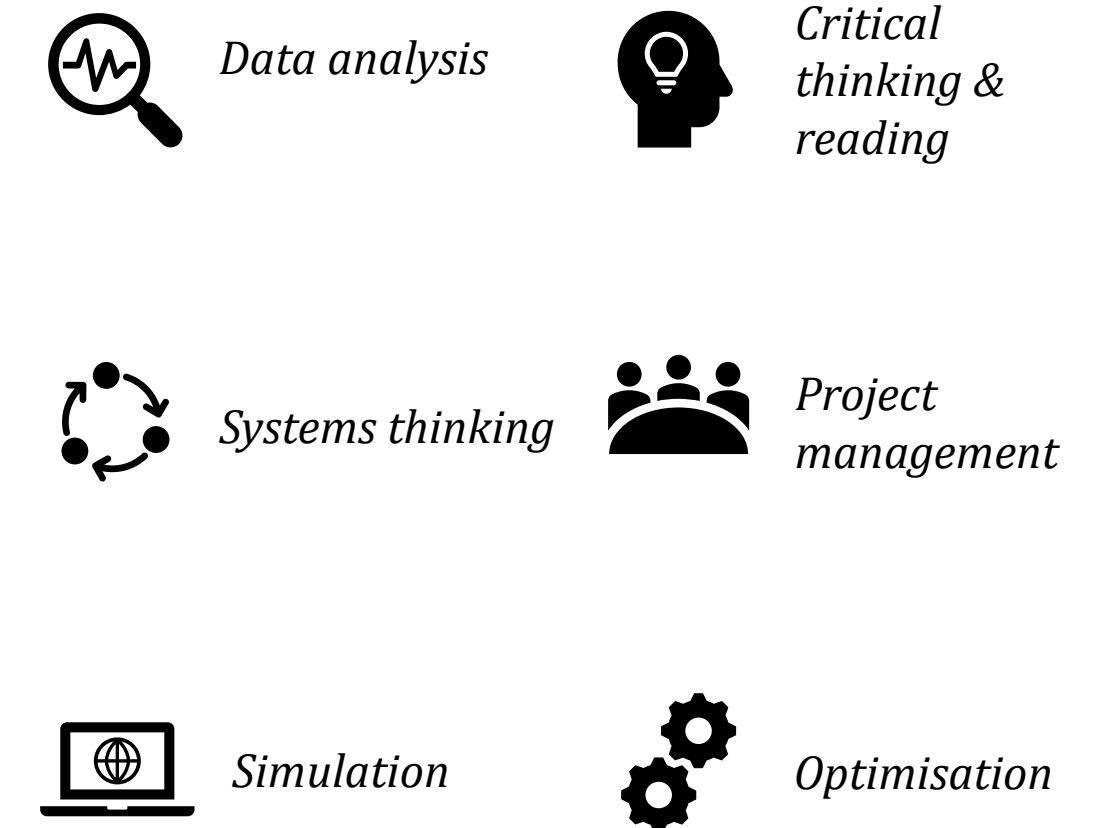 Data analysis
Critical
thinking &
reading
Systems thinking
Project
management
Simulation
Optimisation